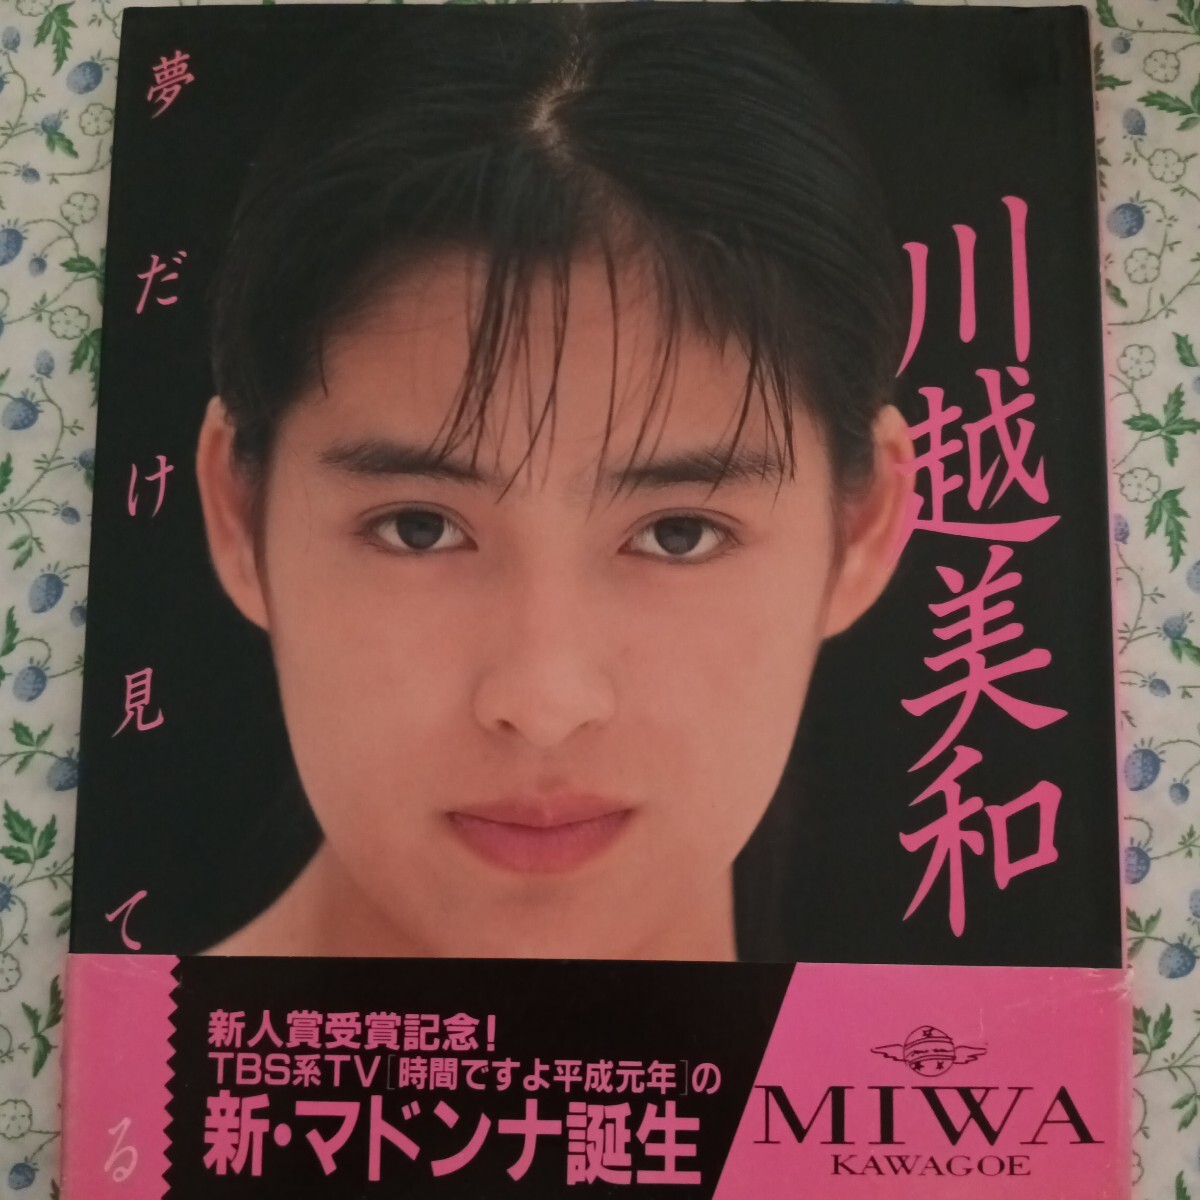 川越美和
夢だけ見てる
新人賞受賞記念!
TBS系TV[時間ですよ平成元年]の
新・マドンナ誕生
MIWA
KAWAGOE